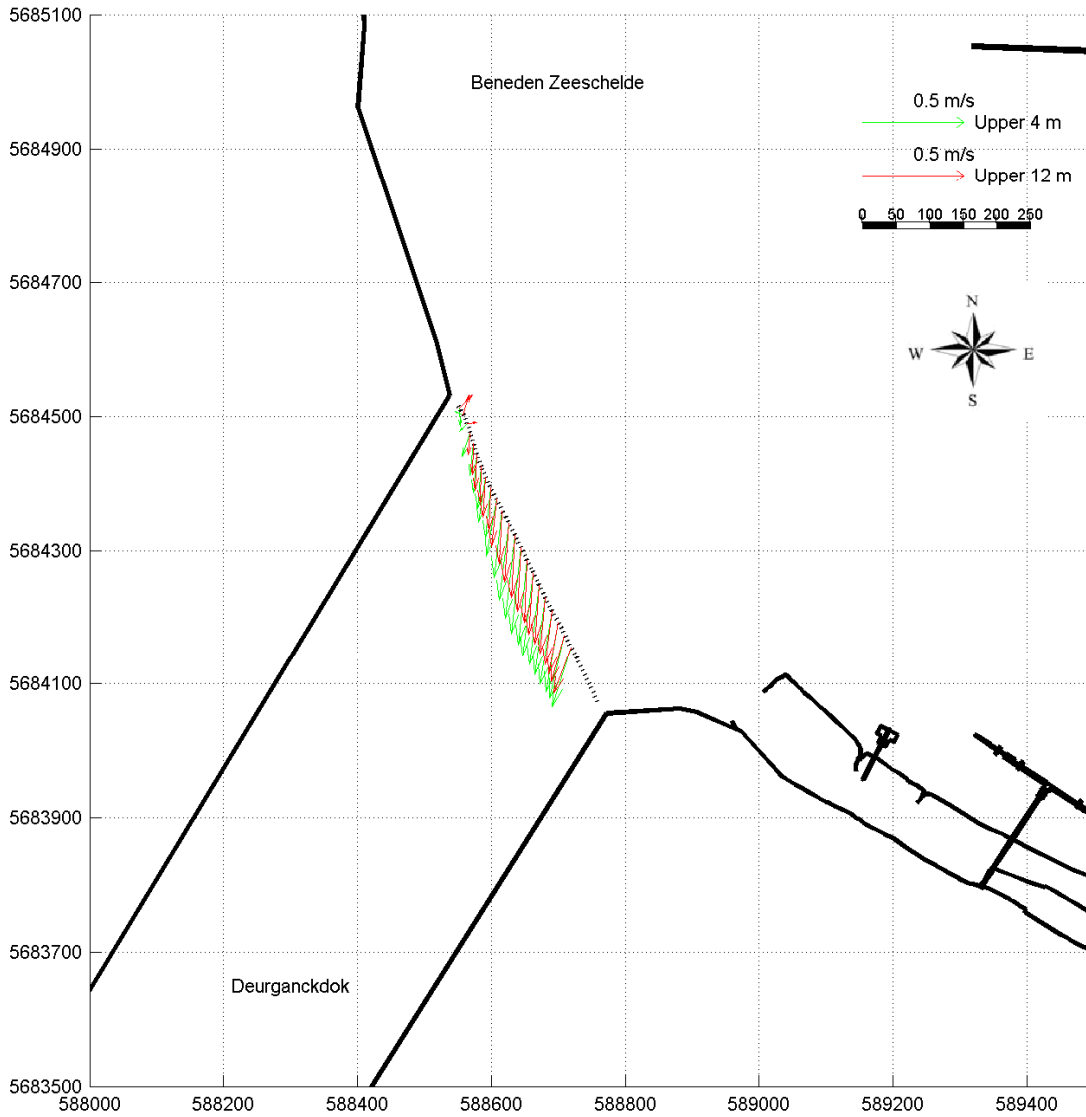 5685100
Beneden Zeeschelde
0.5 m/s
Upper 4 m
5684900
0.5 m/s
Upper 12 m
0 50 100 150 200 250
5684700
N
W E
S
5684500
5684300
5684100
5683900
5683700
Deurganckdok
5683500
588000 588200 588400 588600 588800 589000 589200 589400